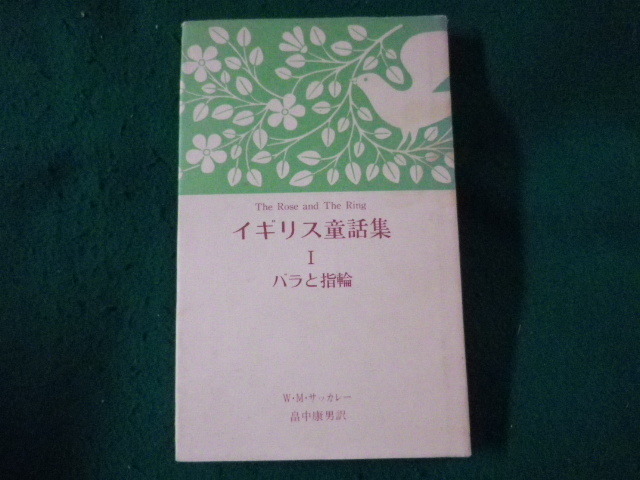 The Rose and The Ring
イギリス童話集
I
バラと指輪
W・M・サッカレー
畠中康男訳